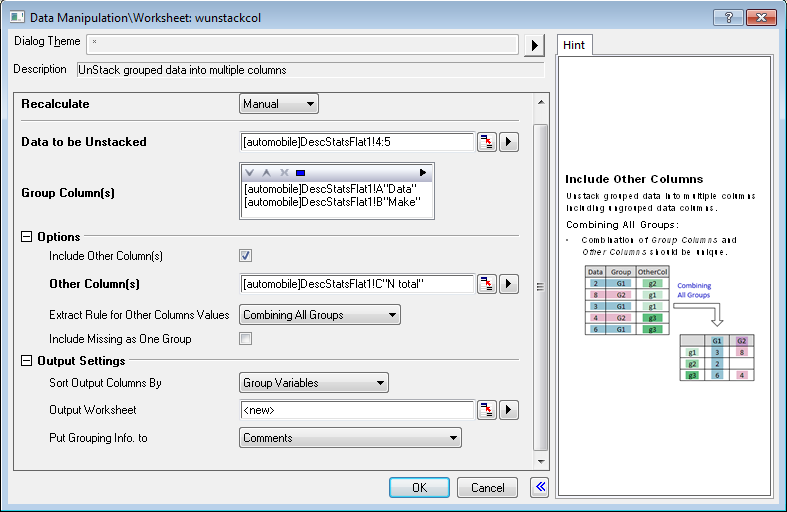 Data Manipulation\Worksheet: wunstackcol
Dialog Theme *
Description UnStack grouped data into multiple columns
Recalculate Manual
Data to be Unstacked [automobile]DescStatsFlat1!4:5
Group Column(s)
[automobile]DescStatsFlat1!A"Data"
[automobile]DescStatsFlat1!B"Make"
Options
Include Other Column(s)
Other Column(s) [automobile]DescStatsFlat1!C"N total"
Extract Rule for Other Columns Values Combining All Groups
Include Missing as One Group
Output Settings
Sort Output Columns By Group Variables
Output Worksheet <new>
Put Grouping Info. to Comments
OK Cancel
Hint
Include Other Columns
Unstack grouped data into multiple columns
including ungrouped data columns.
Combining All Groups:
• Combination of Group Columns and
Other Columns should be unique.
Data Group OtherCol
2 G1 g2
8 G2 g1
3 G1 g1
4 G2 g3
6 G1 g3
Combining
All Groups
G1 G2
g1 3 8
g2 2
g3 6 4